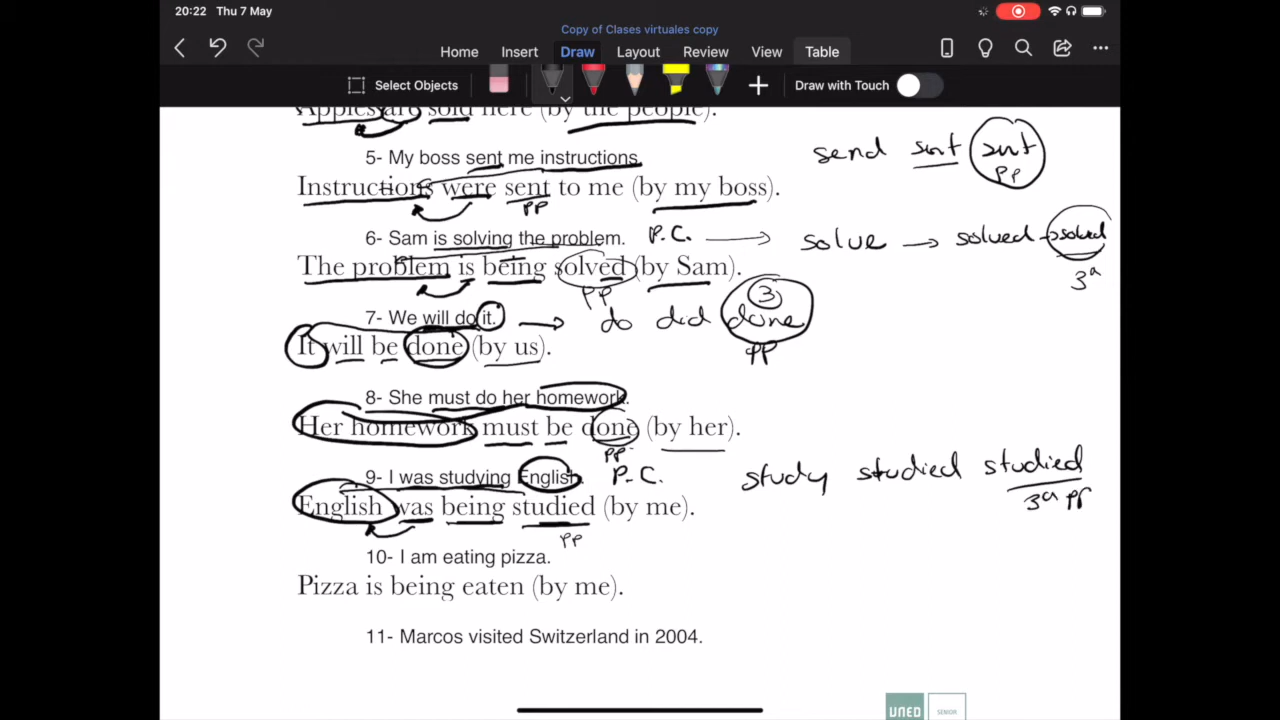 20:22 Thu 7 May
Copy of Clases virtuales copy
Home Insert Draw Layout Review View Table
Select Objects Draw with Touch
Apples are sold here (by the people).
send sent sent
pp
5- My boss sent me instructions.
Instructions were sent to me (by my boss).
pp
6- Sam is solving the problem. P.C. → solve → solved → solved
3ª
The problem is being solved (by Sam).
pp
7- We will do it. → do did done
3
pp
It will be done (by us).
8- She must do her homework.
Her homework must be done (by her).
pp
9- I was studying English. P.C. study studied studied
3ª pp
English was being studied (by me).
pp
10- I am eating pizza.
Pizza is being eaten (by me).
11- Marcos visited Switzerland in 2004.
UNED SENIOR